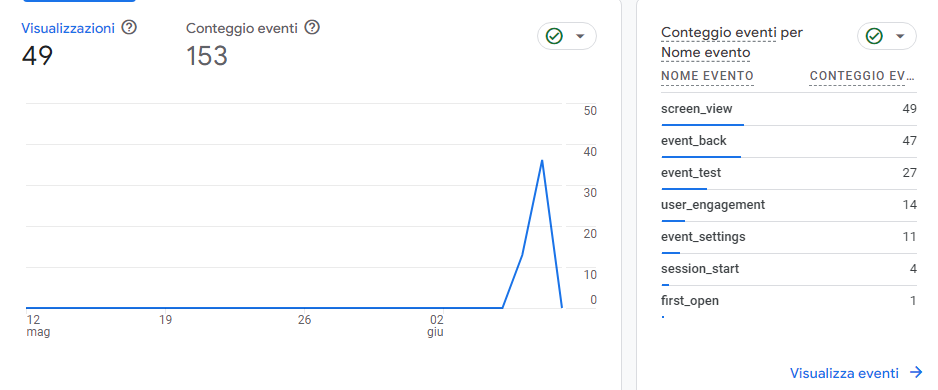 Visualizzazioni
49
Conteggio eventi
153
50
40
30
20
10
0
12
mag
19
26
02
giu
Conteggio eventi per
Nome evento
NOME EVENTO CONTEGGIO EV...
screen_view 49
event_back 47
event_test 27
user_engagement 14
event_settings 11
session_start 4
first_open 1
Visualizza eventi